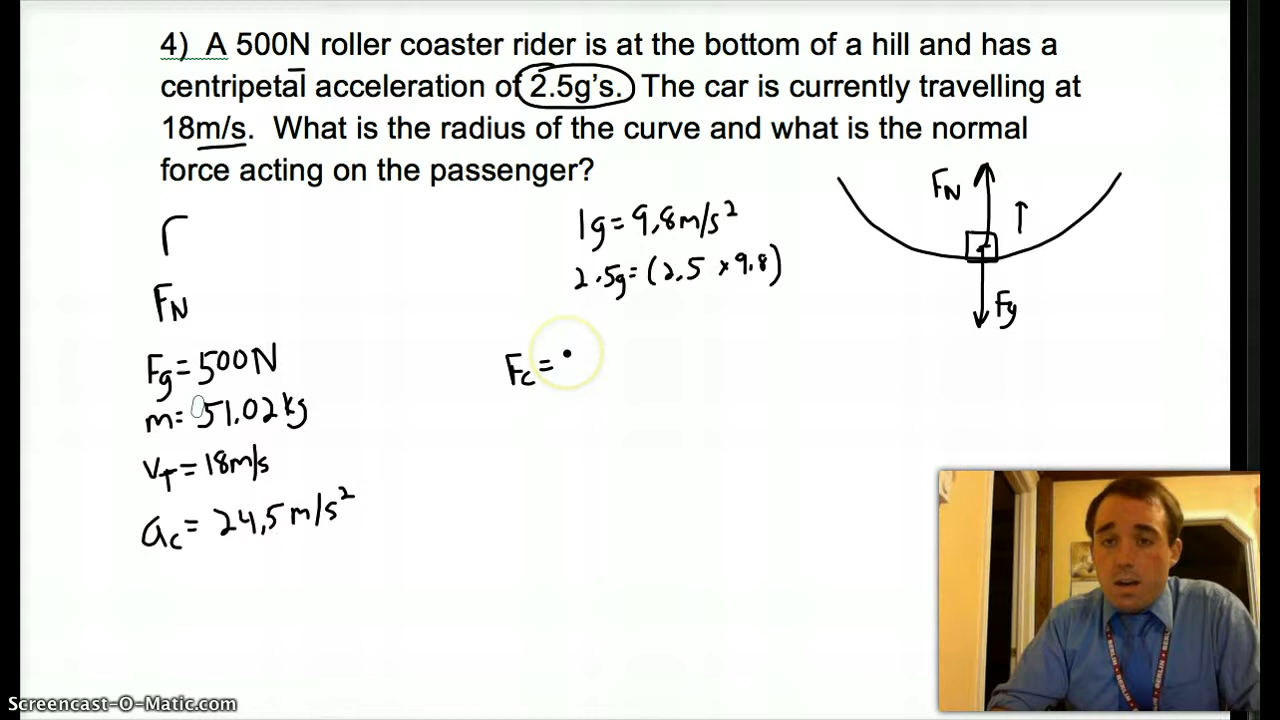 4) A 500N roller coaster rider is at the bottom of a hill and has a
centripetal acceleration of 2.5g's. The car is currently travelling at
18m/s. What is the radius of the curve and what is the normal
force acting on the passenger?
r
FN
Fg=500N
m=51.02kg
vT=18m/s
ac=24.5m/s²
1g=9.8m/s²
2.5g=(2.5 x9.8)
Fc=
FN
Fg
BERLIN
BERLIN
Screencast-O-Matic.com